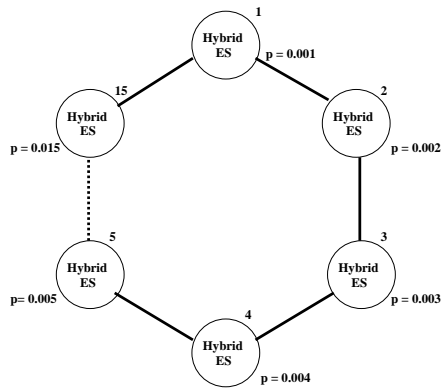 1
Hybrid
ES
p = 0.001
15
Hybrid
ES
p = 0.015
2
Hybrid
ES
p = 0.002
5
Hybrid
ES
p= 0.005
3
Hybrid
ES
p = 0.003
4
Hybrid
ES
p = 0.004